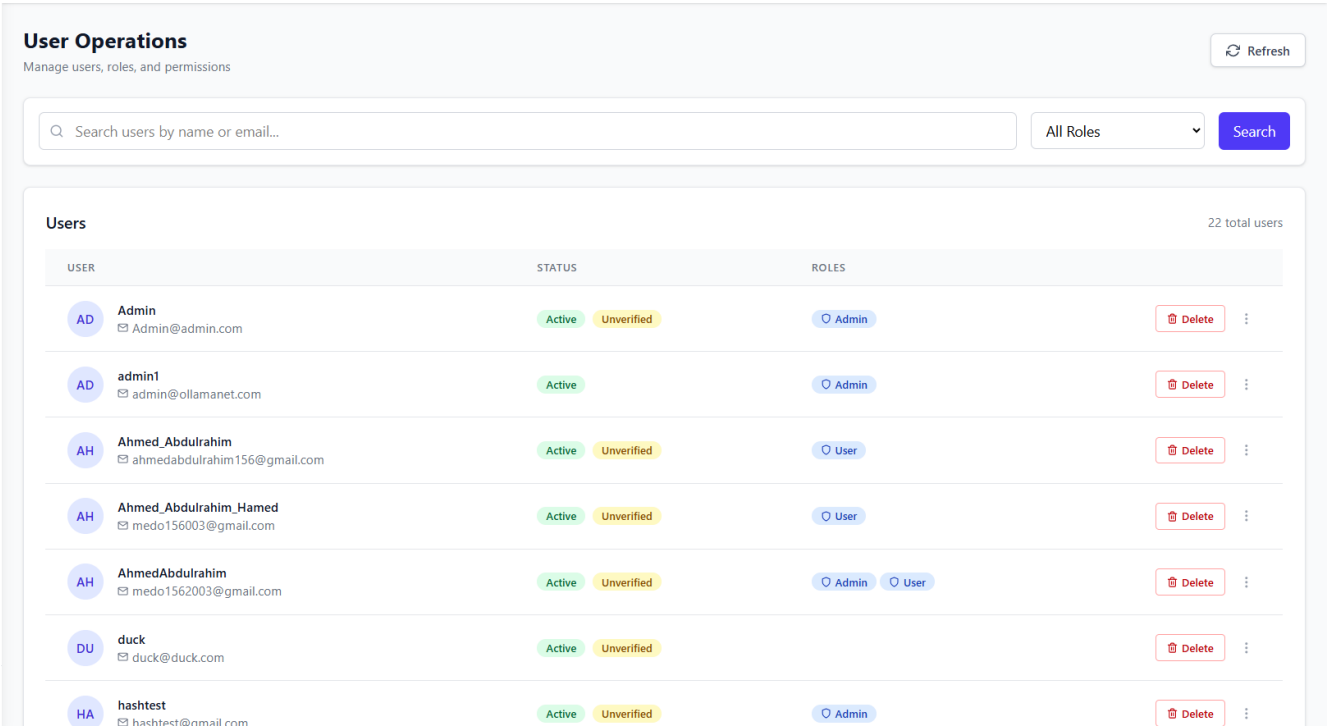 User Operations
Manage users, roles, and permissions
Refresh
Search users by name or email...
All Roles
Search
Users
22 total users
USER STATUS ROLES
AD Admin
Admin@admin.com
Active Unverified Admin Delete
AD admin1
admin@ollamanet.com
Active Admin Delete
AH Ahmed_Abdulrahim
ahmedabdulrahim156@gmail.com
Active Unverified User Delete
AH Ahmed_Abdulrahim_Hamed
medo156003@gmail.com
Active Unverified User Delete
AH AhmedAbdulrahim
medo1562003@gmail.com
Active Unverified Admin User Delete
DU duck
duck@duck.com
Active Unverified Delete
HA hashtest
hashtest@gmail.com
Active Unverified Admin Delete